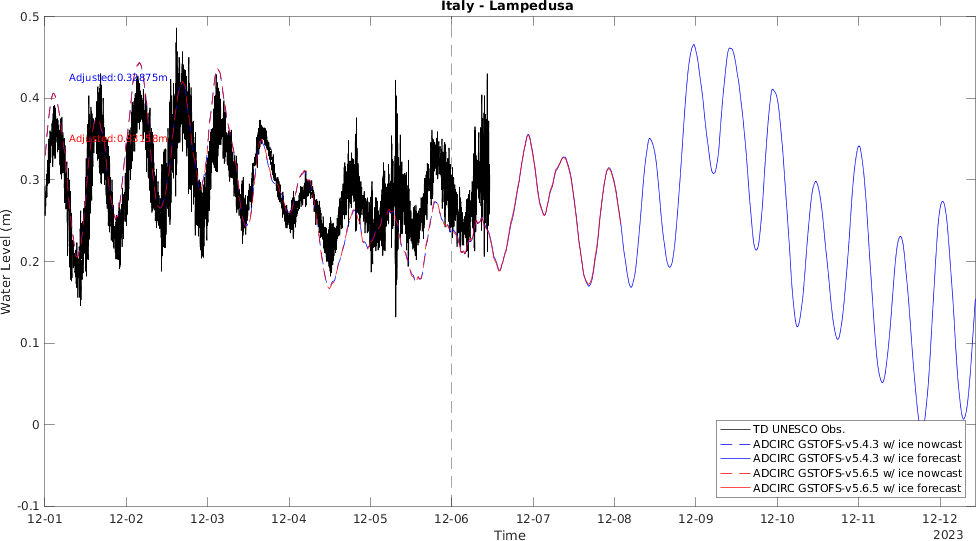 Italy - Lampedusa
0.5
0.4
0.3
0.2
0.1
0
-0.1
Water Level (m)
Adjusted:
Adjusted:
12-01 12-02 12-03 12-04 12-05 12-06 12-07 12-08 12-09 12-10 12-11 12-12
Time
2023
TD UNESCO Obs.
ADCIRC GSTOFS-v5.4.3 w/ ice nowcast
ADCIRC GSTOFS-v5.4.3 w/ ice forecast
ADCIRC GSTOFS-v5.6.5 w/ ice nowcast
ADCIRC GSTOFS-v5.6.5 w/ ice forecast